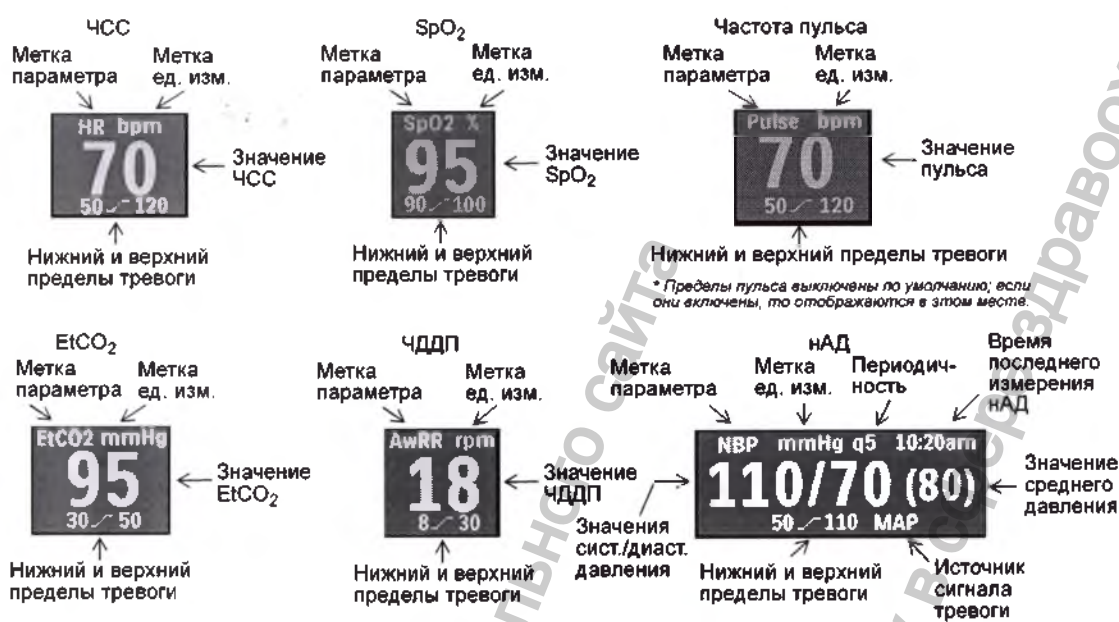 ЧСС
Метка параметра
Метка ед. изм.
HR bpm
70
50 120
Значение ЧСС
Нижний и верхний
пределы тревоги
SpO₂
Метка параметра
Метка ед. изм.
SpO2 %
95
90 100
Значение SpO₂
Нижний и верхний
пределы тревоги
Частота пульса
Метка параметра
Метка ед. изм.
Pulse bpm
70
50 120
Значение пульса
Нижний и верхний пределы тревоги
* Пределы пульса выключены по умолчанию; если
они включены, то отображаются в этом месте.
EtCO₂
Метка параметра
Метка ед. изм.
EtCO2 mmHg
95
30 50
Значение EtCO₂
Нижний и верхний
пределы тревоги
ЧДДП
Метка параметра
Метка ед. изм.
AwRR rpm
18
8 30
Значение ЧДДП
Нижний и верхний
пределы тревоги
нАД
Метка параметра
Метка ед. изм.
Периодич-
ность
Время
последнего
измерения
нАД
NBP mmHg q5 10:20am
110/70 (80)
50 110 MAP
Значения
сист./диаст.
давления
Значение
среднего
давления
Нижний и верхний
пределы тревоги
Источник
сигнала
тревоги
льного сайта